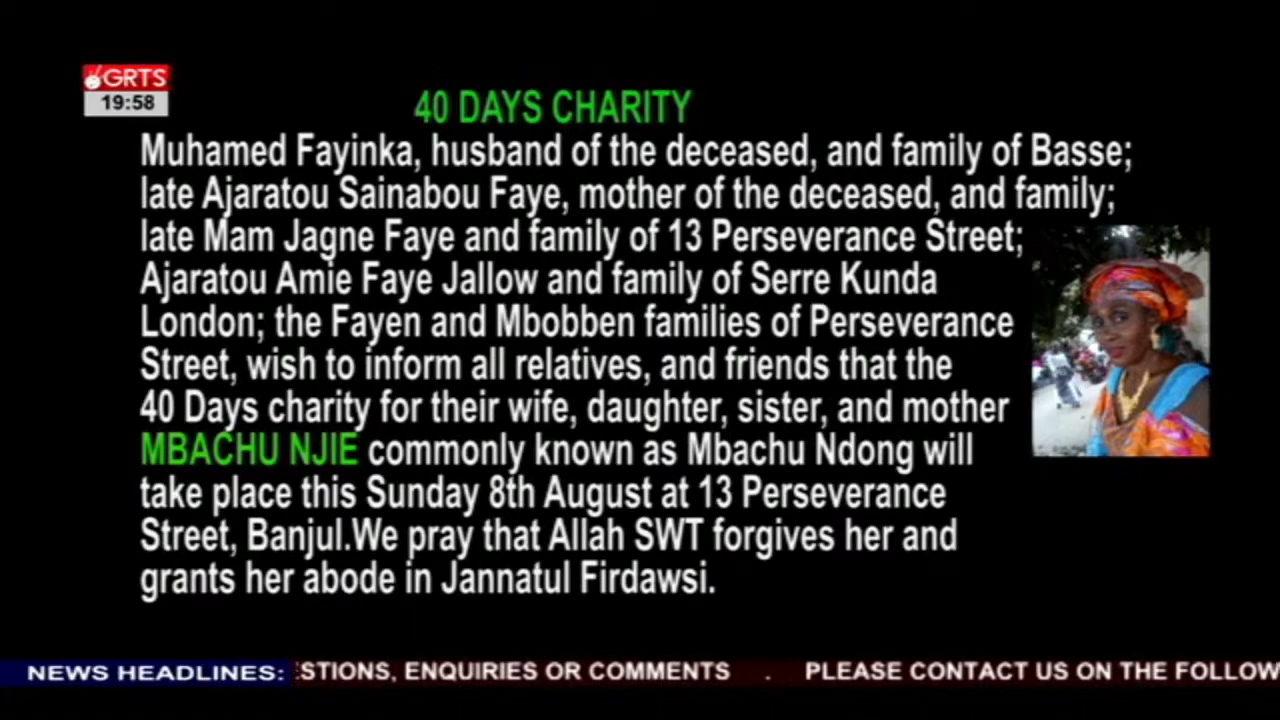 GRTS
19:58
40 DAYS CHARITY
Muhamed Fayinka, husband of the deceased, and family of Basse;
late Ajaratou Sainabou Faye, mother of the deceased, and family;
late Mam Jagne Faye and family of 13 Perseverance Street;
Ajaratou Amie Faye Jallow and family of Serre Kunda
London; the Fayen and Mbobben families of Perseverance
Street, wish to inform all relatives, and friends that the
40 Days charity for their wife, daughter, sister, and mother
MBACHU NJIE commonly known as Mbachu Ndong will
take place this Sunday 8th August at 13 Perseverance
Street, Banjul.We pray that Allah SWT forgives her and
grants her abode in Jannatul Firdawsi.
NEWS HEADLINES: STIONS, ENQUIRIES OR COMMENTS . PLEASE CONTACT US ON THE FOLLOW